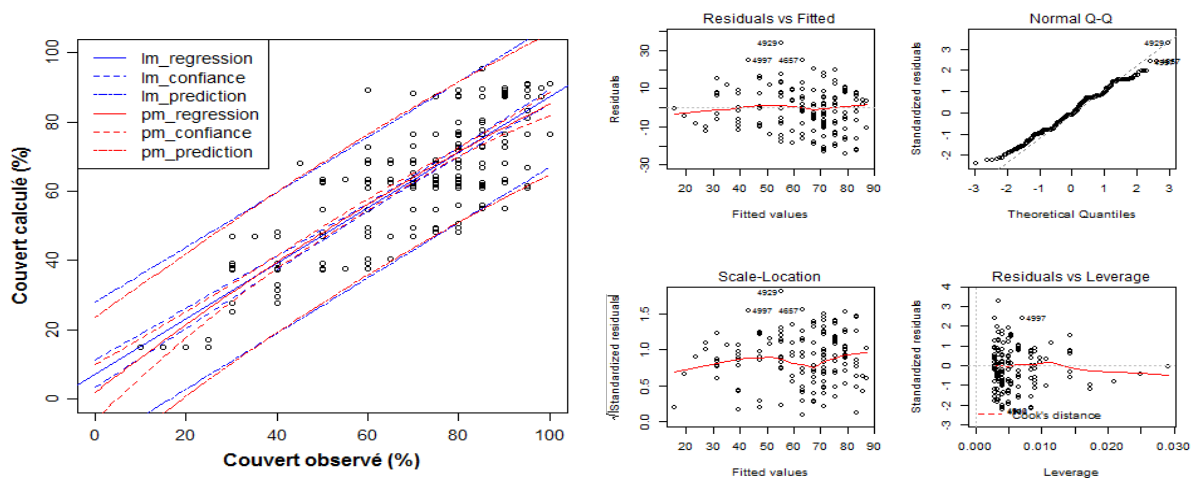 lm_regression
lm_confiance
lm_prediction
pm_regression
pm_confiance
pm_prediction
Couvert calculé (%)
0 20 40 60 80 100
Couvert observé (%)
0 20 40 60 80 100
Residuals vs Fitted
Residuals
-30 -10 10 30
4929
4997 4657
20 30 40 50 60 70 80 90
Fitted values
Normal Q-Q
Standardized residuals
-2 -1 0 1 2 3
4929
-3 -2 -1 0 1 2 3
Theoretical Quantiles
Scale-Location
√|Standardized residuals
0.0 0.5 1.0 1.5
4929
4997 4657
20 30 40 50 60 70 80 90
Fitted values
Residuals vs Leverage
Standardized residuals
-3 -2 -1 0 1 2 3 4
4997
Cook's distance
0.000 0.010 0.020 0.030
Leverage